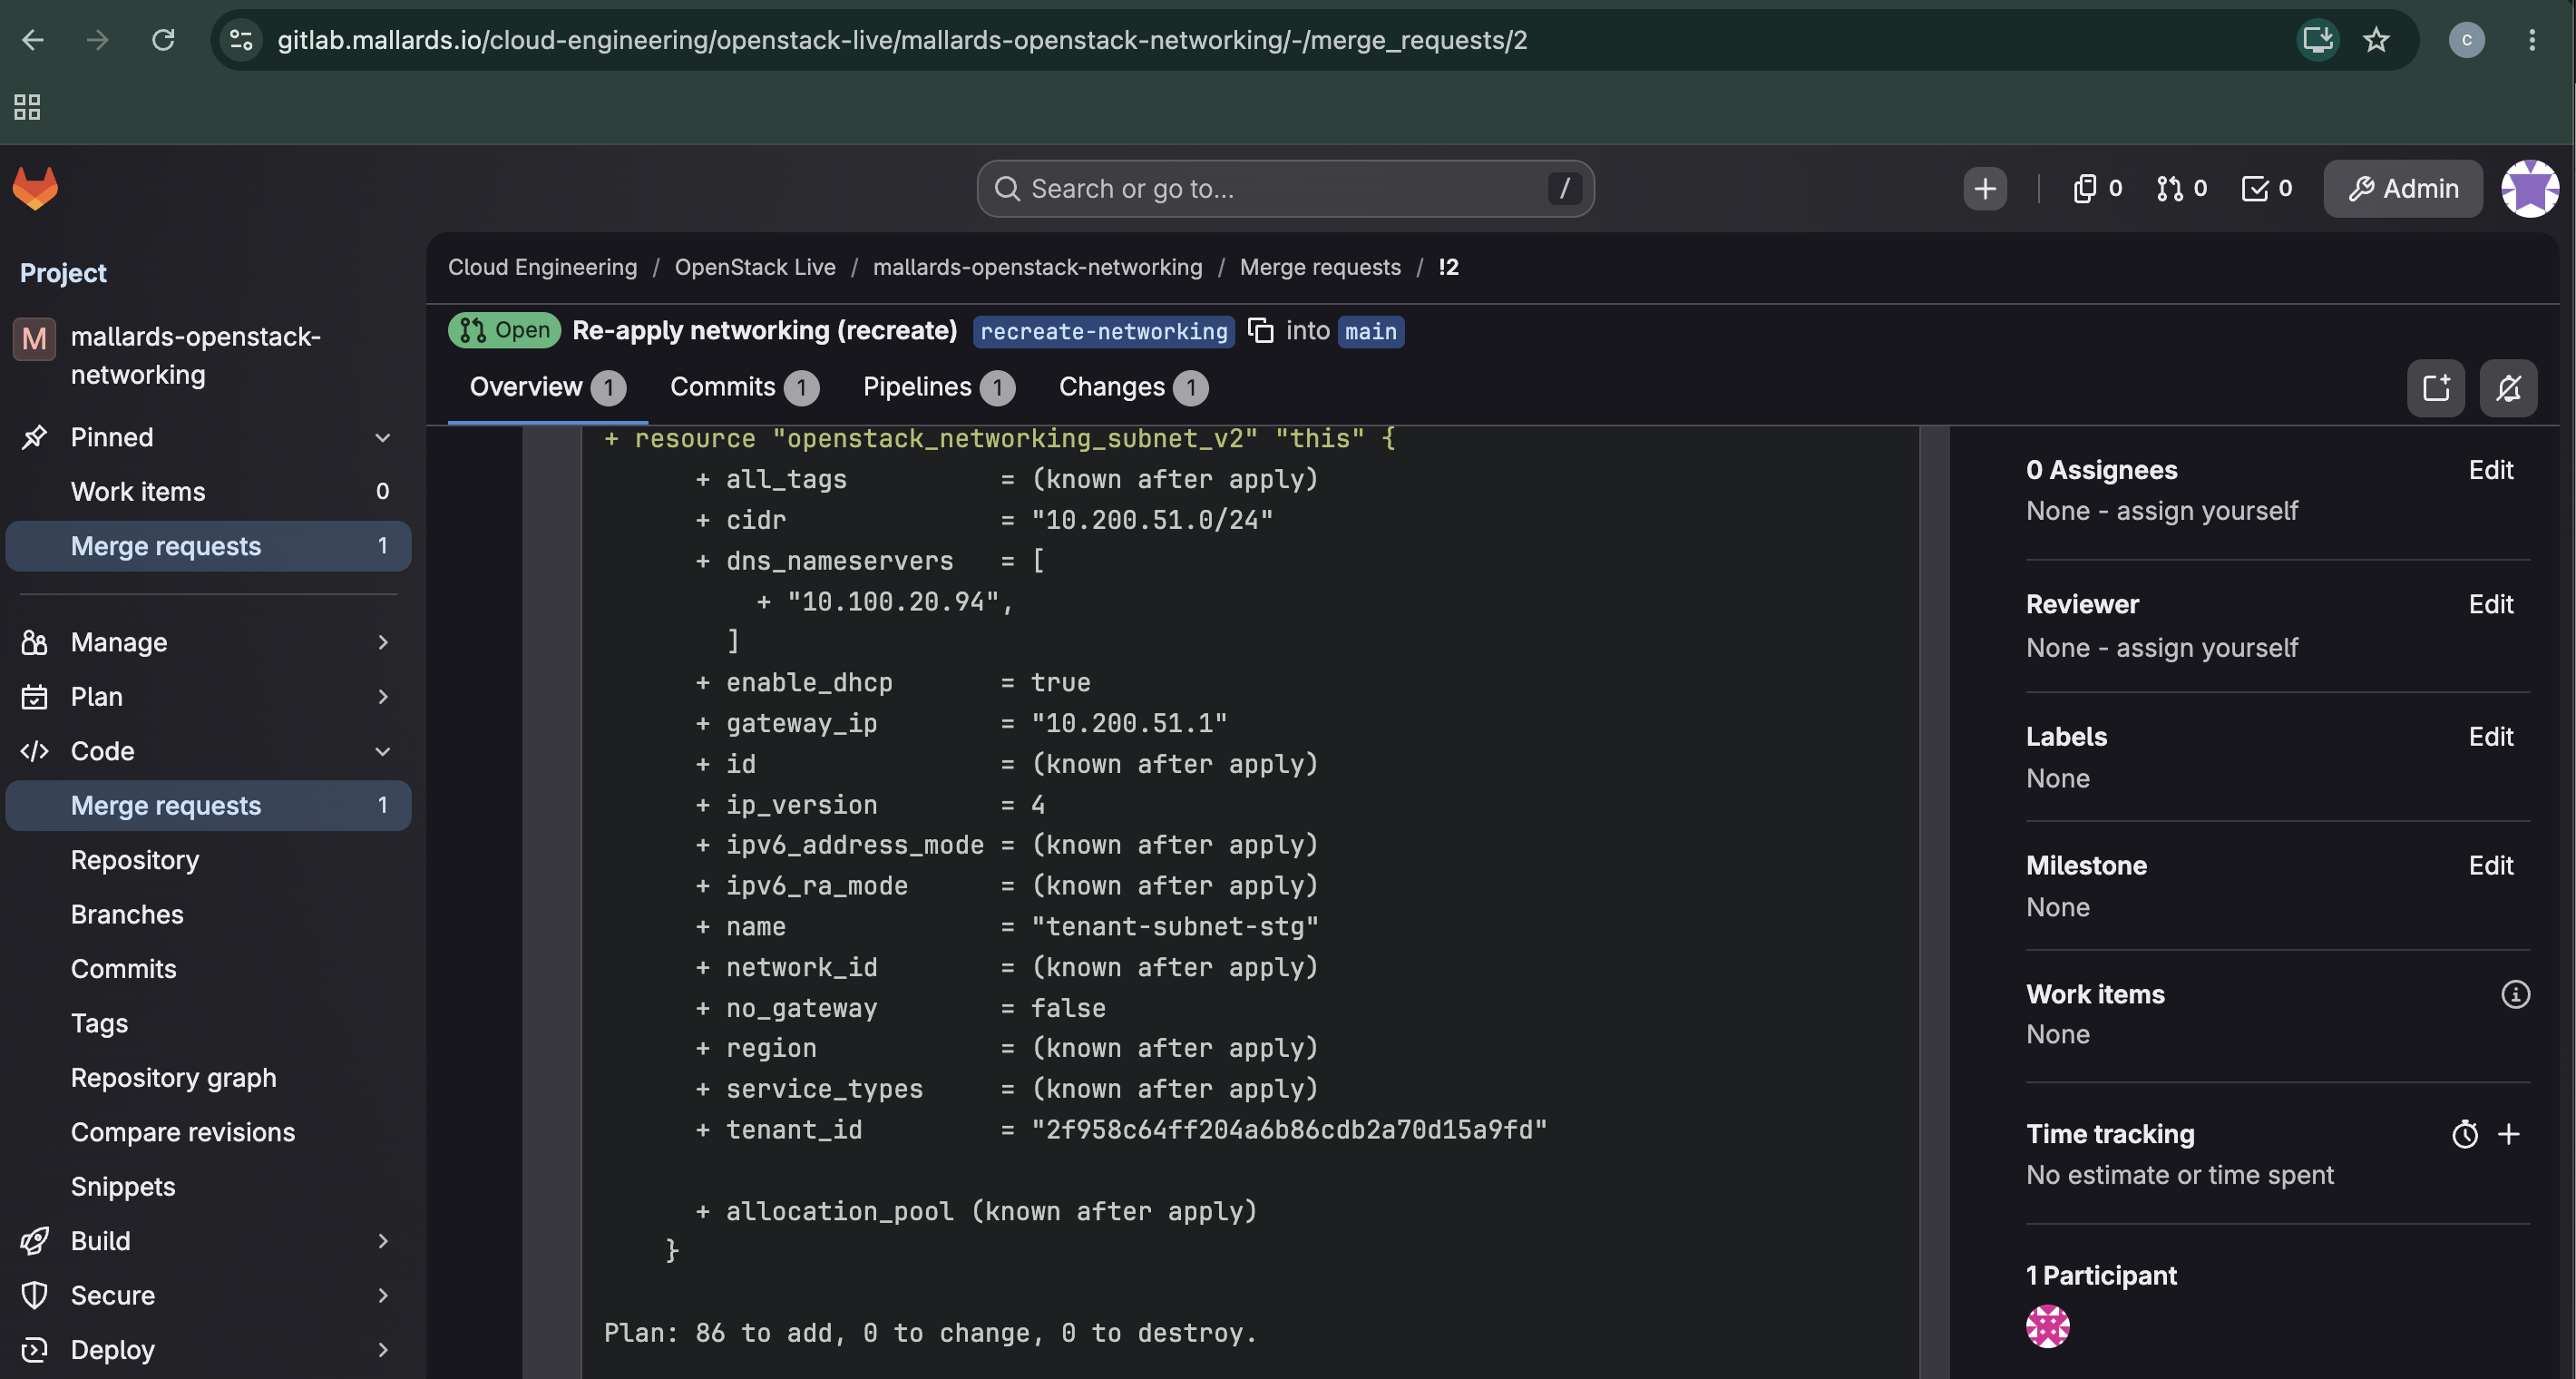 gitlab.mallards.io/cloud-engineering/openstack-live/mallards-openstack-networking/-/merge_requests/2
c
Search or go to...
/
0
0
0
Admin
Project
M
mallards-openstack-
networking
Pinned
Work items 0
Merge requests 1
Manage
Plan
Code
Merge requests 1
Repository
Branches
Commits
Tags
Repository graph
Compare revisions
Snippets
Build
Secure
Deploy
Cloud Engineering / OpenStack Live / mallards-openstack-networking / Merge requests / !2
Open Re-apply networking (recreate) recreate-networking into main
Overview 1 Commits 1 Pipelines 1 Changes 1
+ resource "openstack_networking_subnet_v2" "this" {
+ all_tags = (known after apply)
+ cidr = "10.200.51.0/24"
+ dns_nameservers = [
+ "10.100.20.94",
]
+ enable_dhcp = true
+ gateway_ip = "10.200.51.1"
+ id = (known after apply)
+ ip_version = 4
+ ipv6_address_mode = (known after apply)
+ ipv6_ra_mode = (known after apply)
+ name = "tenant-subnet-stg"
+ network_id = (known after apply)
+ no_gateway = false
+ region = (known after apply)
+ service_types = (known after apply)
+ tenant_id = "2f958c64ff204a6b86cdb2a70d15a9fd"
+ allocation_pool (known after apply)
}
Plan: 86 to add, 0 to change, 0 to destroy.
0 Assignees Edit
None - assign yourself
Reviewer Edit
None - assign yourself
Labels Edit
None
Milestone Edit
None
Work items
None
Time tracking
No estimate or time spent
1 Participant